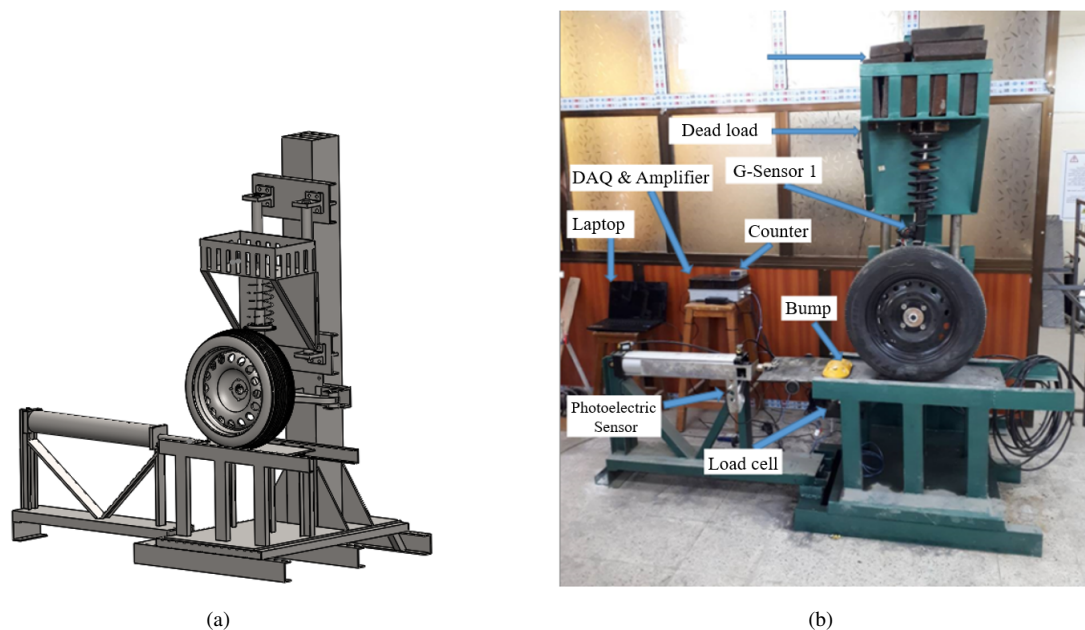 Dead load
G-Sensor 1
DAQ & Amplifier
Laptop
Counter
Bump
Photoelectric
Sensor
Load cell
(a)
(b)